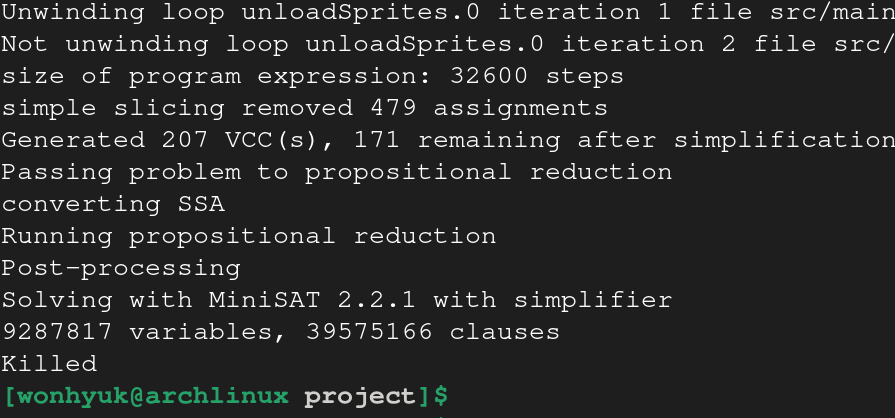 Unwinding loop unloadSprites.0 iteration 1 file src/main
Not unwinding loop unloadSprites.0 iteration 2 file src/
size of program expression: 32600 steps
simple slicing removed 479 assignments
Generated 207 VCC(s), 171 remaining after simplification
Passing problem to propositional reduction
converting SSA
Running propositional reduction
Post-processing
Solving with MiniSAT 2.2.1 with simplifier
9287817 variables, 39575166 clauses
Killed
[wonhyuk@archlinux project]$